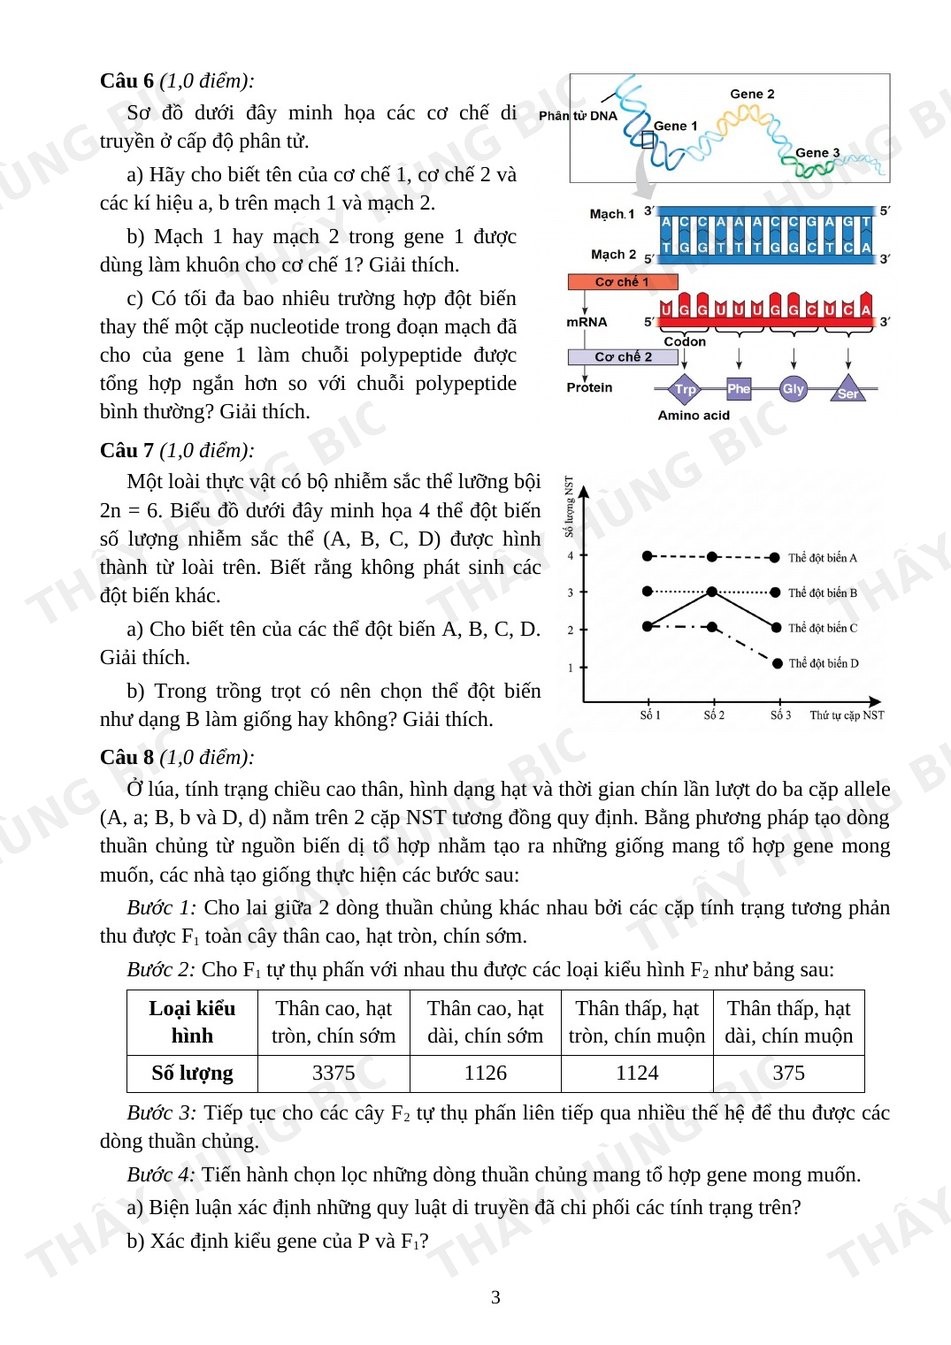 Câu 6 (1,0 điểm):
Sơ đồ dưới đây minh họa các cơ chế di
truyền ở cấp độ phân tử.
a) Hãy cho biết tên của cơ chế 1, cơ chế 2 và
các kí hiệu a, b trên mạch 1 và mạch 2.
b) Mạch 1 hay mạch 2 trong gene 1 được
dùng làm khuôn cho cơ chế 1? Giải thích.
c) Có tối đa bao nhiêu trường hợp đột biến
thay thế một cặp nucleotide trong đoạn mạch đã
cho của gene 1 làm chuỗi polypeptide được
tổng hợp ngắn hơn so với chuỗi polypeptide
bình thường? Giải thích.
Gene 2
Phân tử DNA
Gene 1
Gene 3
Mạch 1 3′ 5′
A C C A A A C C G A G T
T G G T T T G G C T C A
Mạch 2 5′ 3′
Cơ chế 1
U G G U U U G G C U C A
mRNA 5′ 3′
Codon
Cơ chế 2
Protein Trp Phe Gly Ser
Amino acid
Câu 7 (1,0 điểm):
Một loài thực vật có bộ nhiễm sắc thể lưỡng bội
2n = 6. Biểu đồ dưới đây minh họa 4 thể đột biến
số lượng nhiễm sắc thể (A, B, C, D) được hình
thành từ loài trên. Biết rằng không phát sinh các
đột biến khác.
a) Cho biết tên của các thể đột biến A, B, C, D.
Giải thích.
b) Trong trồng trọt có nên chọn thể đột biến
như dạng B làm giống hay không? Giải thích.
Số lượng NST
4 Thể đột biến A
3 Thể đột biến B
2 Thể đột biến C
1 Thể đột biến D
Số 1 Số 2 Số 3 Thứ tự cặp NST
Câu 8 (1,0 điểm):
Ở lúa, tính trạng chiều cao thân, hình dạng hạt và thời gian chín lần lượt do ba cặp allele
(A, a; B, b và D, d) nằm trên 2 cặp NST tương đồng quy định. Bằng phương pháp tạo dòng
thuần chủng từ nguồn biến dị tổ hợp nhằm tạo ra những giống mang tổ hợp gene mong
muốn, các nhà tạo giống thực hiện các bước sau:
Bước 1: Cho lai giữa 2 dòng thuần chủng khác nhau bởi các cặp tính trạng tương phản
thu được F1 toàn cây thân cao, hạt tròn, chín sớm.
Bước 2: Cho F1 tự thụ phấn với nhau thu được các loại kiểu hình F2 như bảng sau:
Loại kiểu hình | Thân cao, hạt tròn, chín sớm | Thân cao, hạt dài, chín sớm | Thân thấp, hạt tròn, chín muộn | Thân thấp, hạt dài, chín muộn
Số lượng | 3375 | 1126 | 1124 | 375
Bước 3: Tiếp tục cho các cây F2 tự thụ phấn liên tiếp qua nhiều thế hệ để thu được các
dòng thuần chủng.
Bước 4: Tiến hành chọn lọc những dòng thuần chủng mang tổ hợp gene mong muốn.
a) Biện luận xác định những quy luật di truyền đã chi phối các tính trạng trên?
b) Xác định kiểu gene của P và F1?
3
THẦY HÙNG BIC